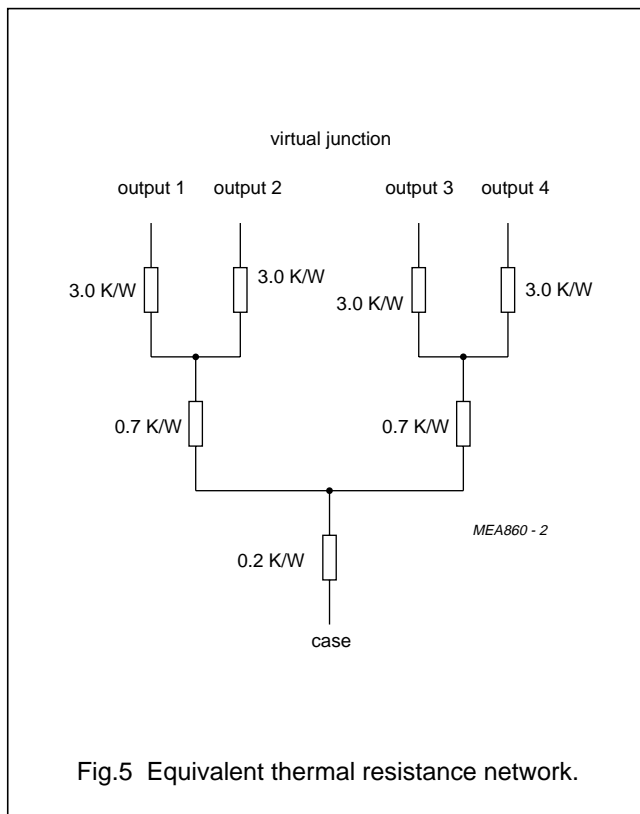 virtual junction
output 1 output 2 output 3 output 4
3.0 K/W 3.0 K/W 3.0 K/W 3.0 K/W
0.7 K/W 0.7 K/W
MEA860 - 2
0.2 K/W
case
Fig.5 Equivalent thermal resistance network.